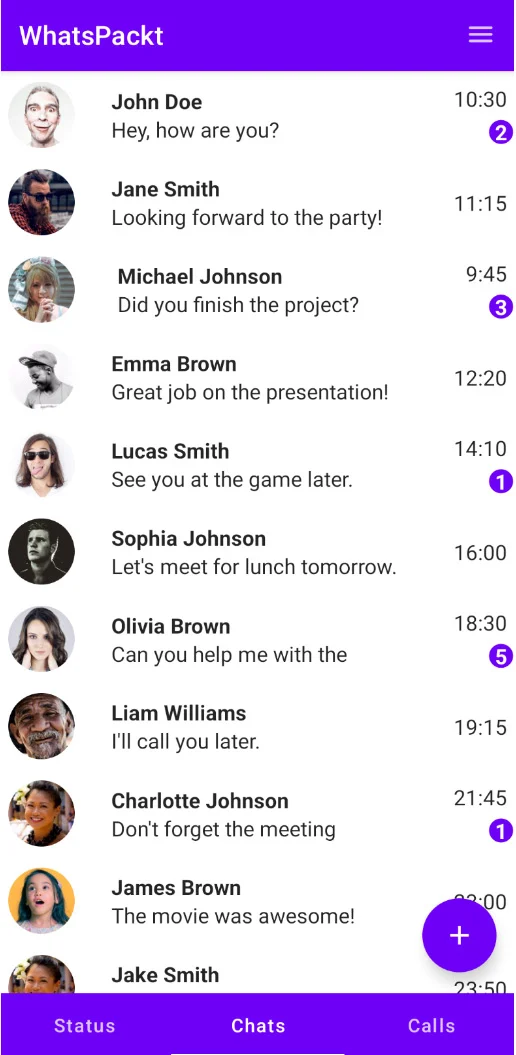 WhatsPackt
John Doe
10:30
Hey, how are you?
2
Jane Smith
Looking forward to the party!
11:15
Michael Johnson
9:45
Did you finish the project?
3
Emma Brown
Great job on the presentation!
12:20
Lucas Smith
14:10
See you at the game later.
1
Sophia Johnson
Let's meet for lunch tomorrow.
16:00
Olivia Brown
18:30
Can you help me with the
5
Liam Williams
I'll call you later.
19:15
Charlotte Johnson
21:45
Don't forget the meeting
1
James Brown
The movie was awesome!
+
Jake Smith
23:50
Status
Chats
Calls